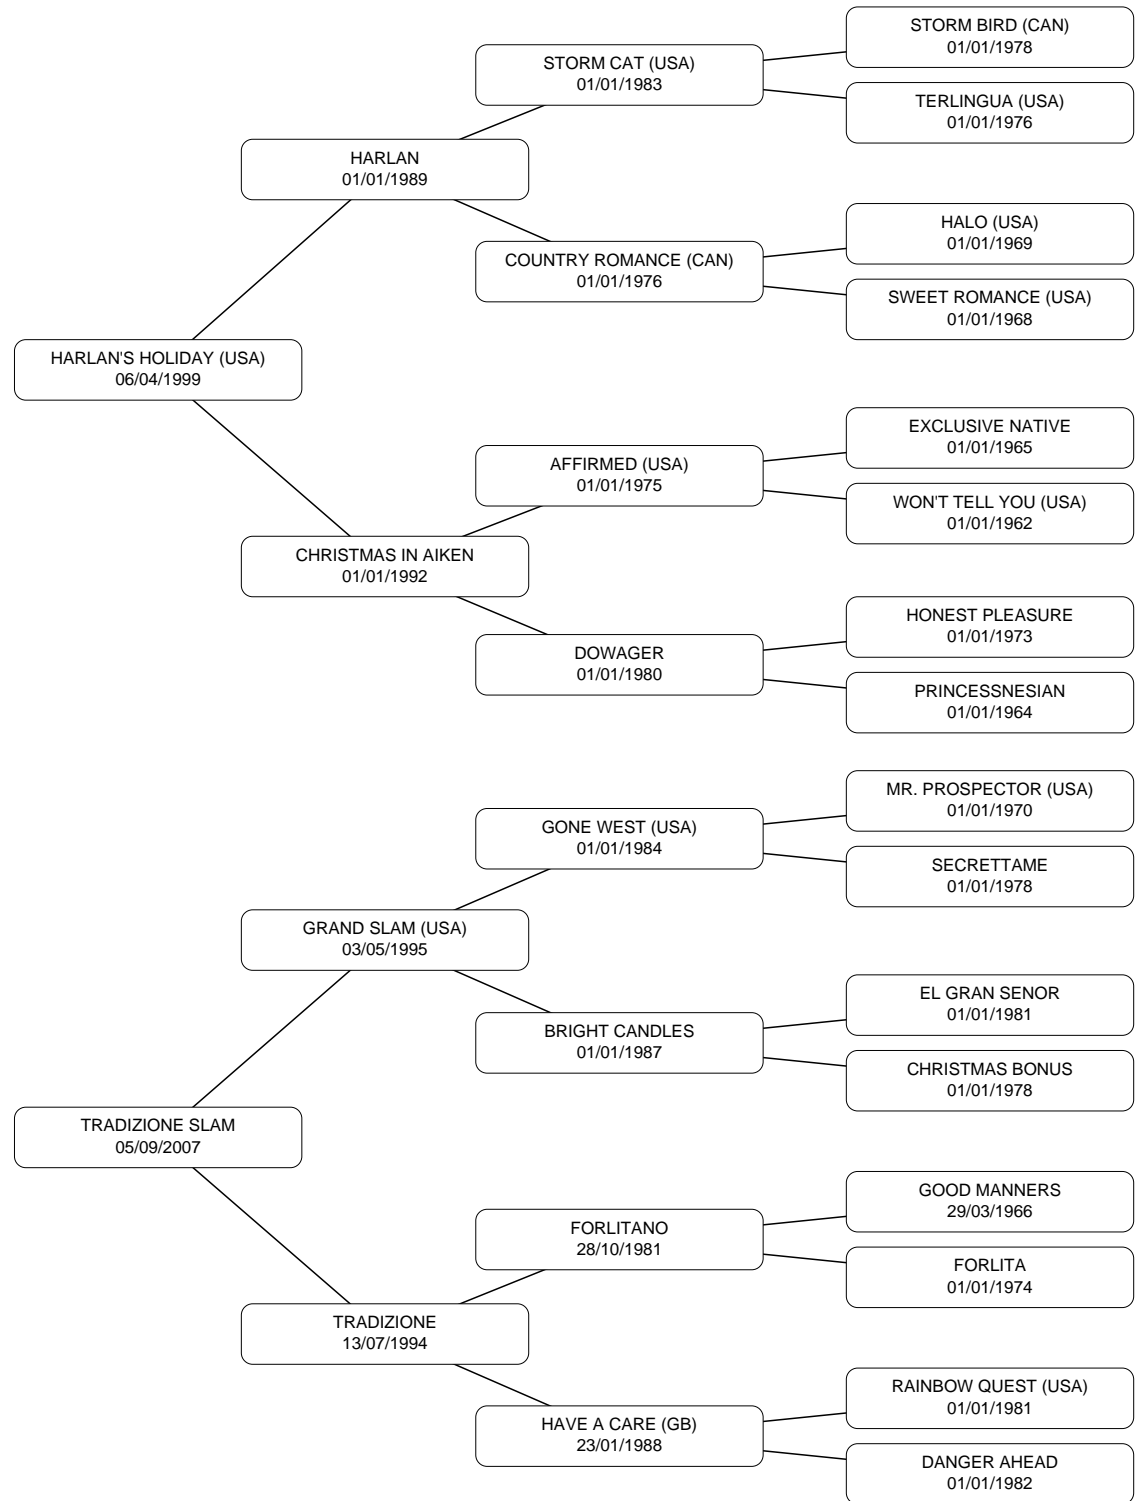 STORM BIRD (CAN)
01/01/1978
STORM CAT (USA)
01/01/1983
TERLINGUA (USA)
01/01/1976
HARLAN
01/01/1989
HALO (USA)
01/01/1969
COUNTRY ROMANCE (CAN)
01/01/1976
SWEET ROMANCE (USA)
01/01/1968
HARLAN'S HOLIDAY (USA)
06/04/1999
EXCLUSIVE NATIVE
01/01/1965
AFFIRMED (USA)
01/01/1975
WON'T TELL YOU (USA)
01/01/1962
CHRISTMAS IN AIKEN
01/01/1992
HONEST PLEASURE
01/01/1973
DOWAGER
01/01/1980
PRINCESSNESIAN
01/01/1964
MR. PROSPECTOR (USA)
01/01/1970
GONE WEST (USA)
01/01/1984
SECRETTAME
01/01/1978
GRAND SLAM (USA)
03/05/1995
EL GRAN SENOR
01/01/1981
BRIGHT CANDLES
01/01/1987
CHRISTMAS BONUS
01/01/1978
TRADIZIONE SLAM
05/09/2007
GOOD MANNERS
29/03/1966
FORLITANO
28/10/1981
FORLITA
01/01/1974
TRADIZIONE
13/07/1994
RAINBOW QUEST (USA)
01/01/1981
HAVE A CARE (GB)
23/01/1988
DANGER AHEAD
01/01/1982